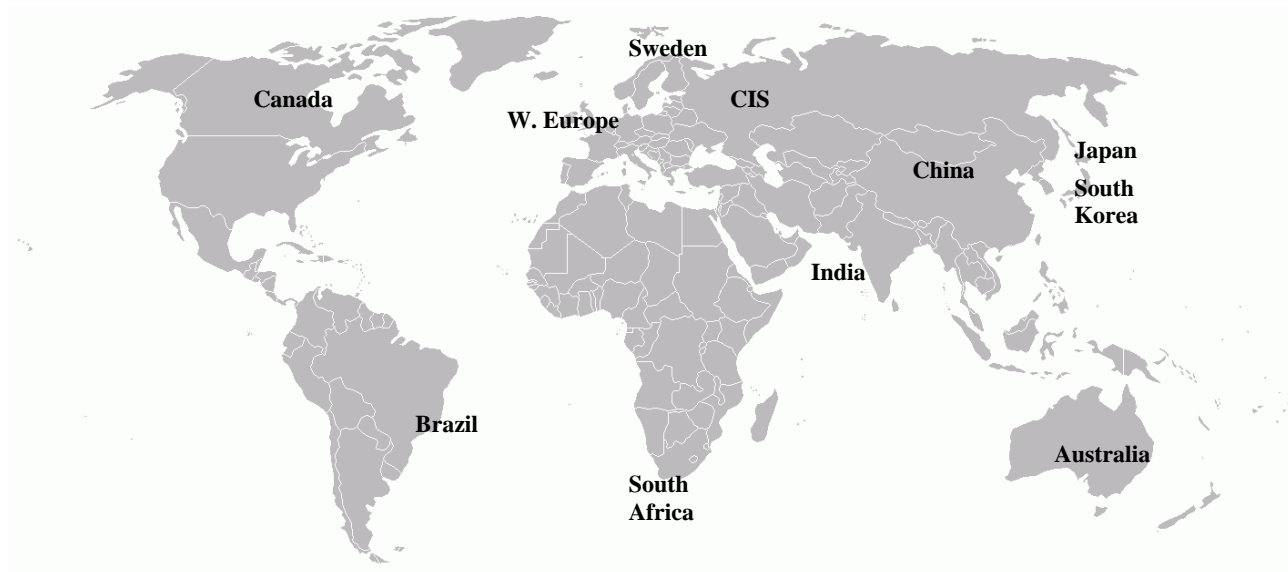 Sweden
Canada
CIS
W. Europe
Japan
China
South
Korea
India
Brazil
Australia
South
Africa